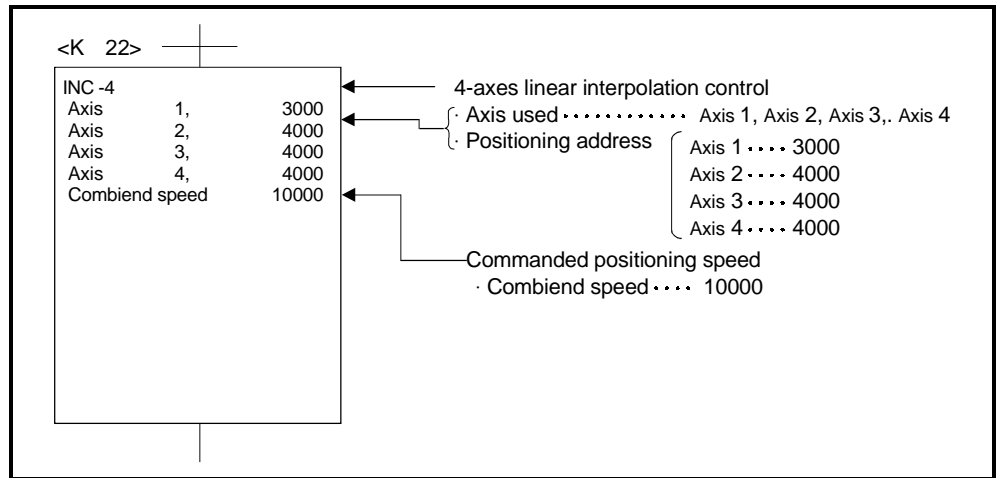 <K 22>
INC -4
Axis 1, 3000
Axis 2, 4000
Axis 3, 4000
Axis 4, 4000
Combiend speed 10000
4-axes linear interpolation control
· Axis used ·············· Axis 1, Axis 2, Axis 3,. Axis 4
· Positioning address
Axis 1 ···· 3000
Axis 2 ···· 4000
Axis 3 ···· 4000
Axis 4 ···· 4000
Commanded positioning speed
· Combiend speed ···· 10000